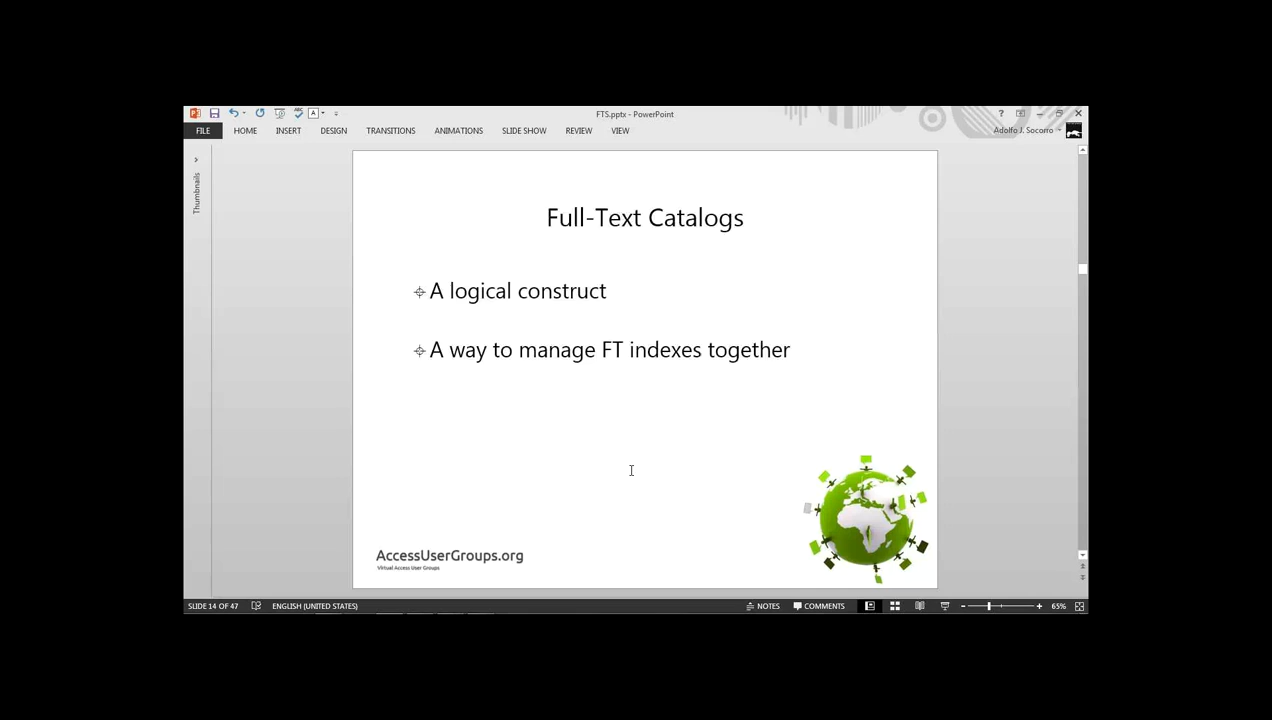 FTS.pptx - PowerPoint
FILE HOME INSERT DESIGN TRANSITIONS ANIMATIONS SLIDE SHOW REVIEW VIEW
Adolfo J. Socorro
Thumbnails
Full-Text Catalogs
A logical construct
A way to manage FT indexes together
AccessUserGroups.org
Virtual Access User Groups
SLIDE 14 OF 47 ENGLISH (UNITED STATES) NOTES COMMENTS 65%